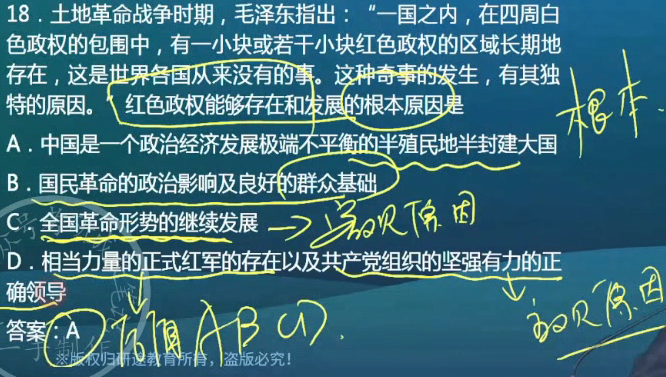 18．土地革命战争时期，毛泽东指出：“一国之内，在四周白
色政权的包围中，有一小块或若干小块红色政权的区域长期地
存在，这是世界各国从来没有的事。这种奇事的发生，有其独
特的原因。”红色政权能够存在和发展的根本原因是
根本
A．中国是一个政治经济发展极端不平衡的半殖民地半封建大国
B．国民革命的政治影响及良好的群众基础
C．全国革命形势的继续发展
客观原因
D．相当力量的正式红军的存在以及共产党组织的坚强有力的正
确领导
主观原因
答案：A
ABCD.
※版权归研途教育所有，盗版必究！